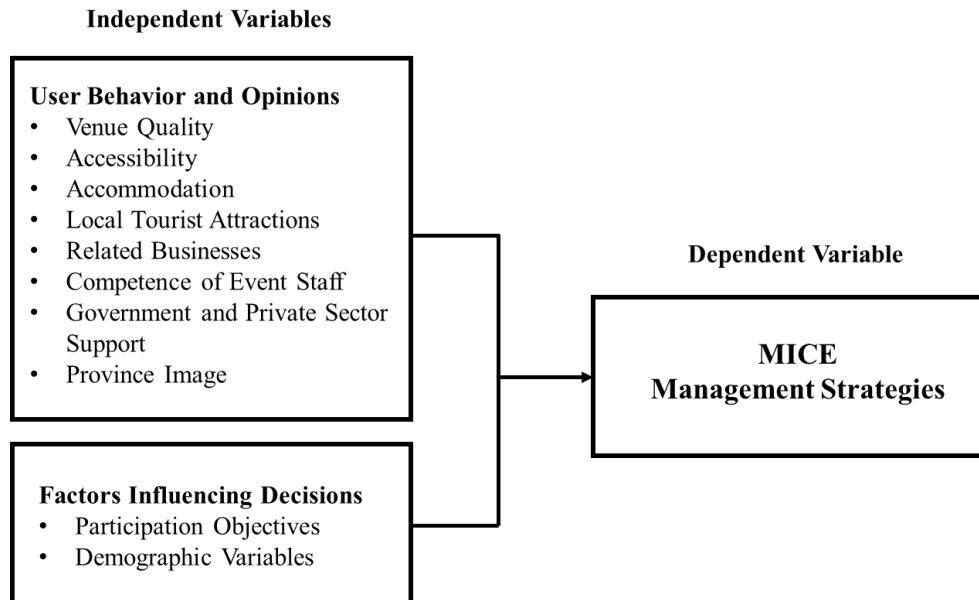 Independent Variables
User Behavior and Opinions
• Venue Quality
• Accessibility
• Accommodation
• Local Tourist Attractions
• Related Businesses
• Competence of Event Staff
• Government and Private Sector
Support
• Province Image
Factors Influencing Decisions
• Participation Objectives
• Demographic Variables
Dependent Variable
MICE
Management Strategies